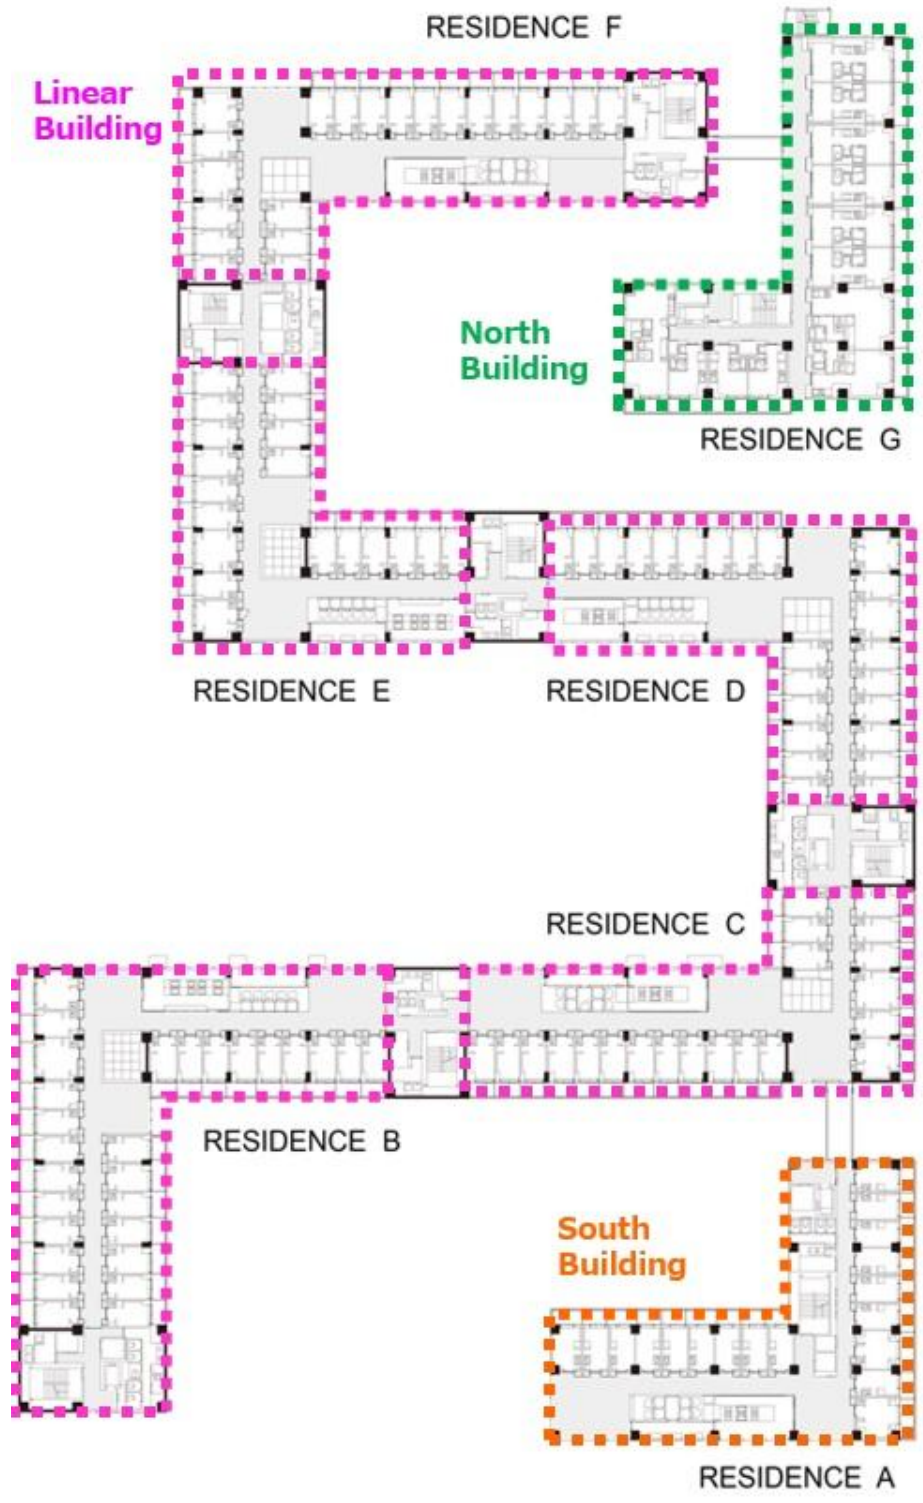 RESIDENCE F
Linear
Building
North
Building
RESIDENCE G
RESIDENCE E
RESIDENCE D
RESIDENCE C
RESIDENCE B
South
Building
RESIDENCE A